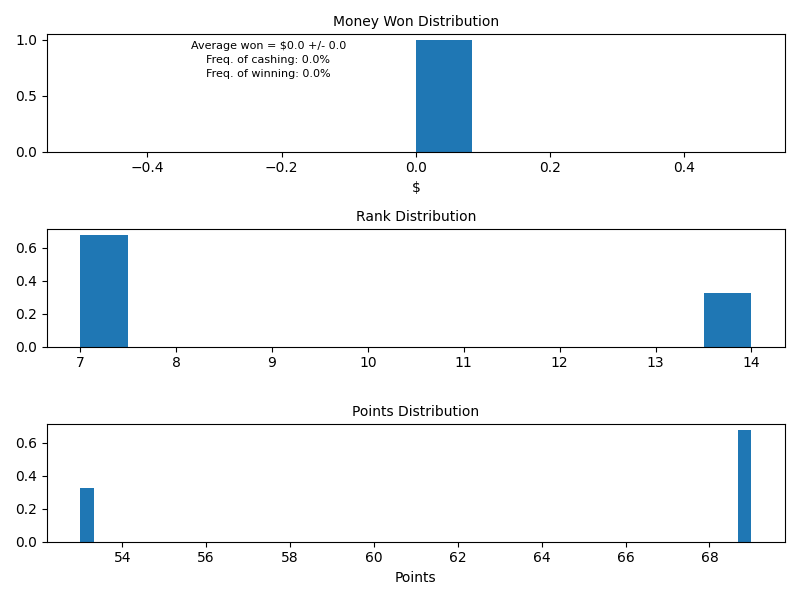 Money Won Distribution
1.0
0.5
0.0
Average won = $0.0 +/- 0.0
Freq. of cashing: 0.0%
Freq. of winning: 0.0%
−0.4 −0.2 0.0 0.2 0.4
$
Rank Distribution
0.6
0.4
0.2
0.0
7 8 9 10 11 12 13 14
Points Distribution
0.6
0.4
0.2
0.0
54 56 58 60 62 64 66 68
Points